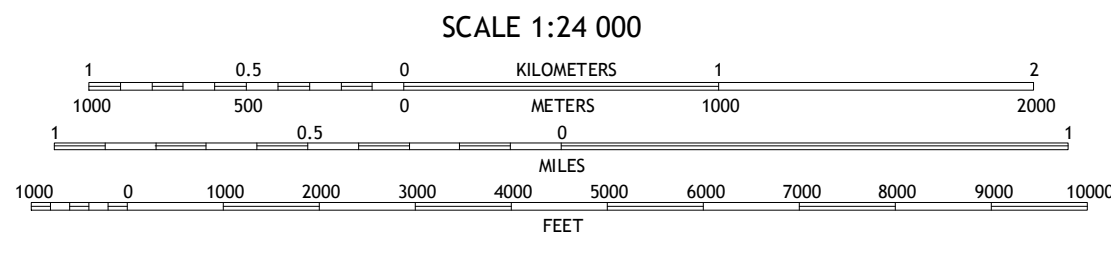 SCALE 1:24 000
1 0.5 0 KILOMETERS 1 2
1000 500 0 METERS 1000 2000
1 0.5 0 1
MILES
1000 0 1000 2000 3000 4000 5000 6000 7000 8000 9000 10000
FEET